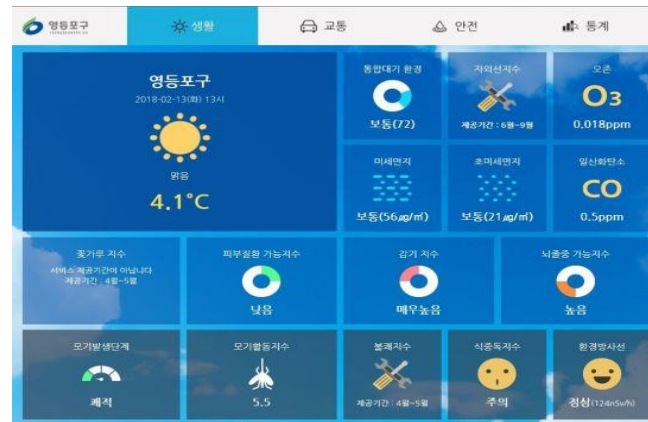 영등포구
생활
교통
안전
통계
영등포구
2018-02-13(화) 13시
맑음
4.1°C
통합대기 환경
보통(72)
자외선지수
제공기간 : 6월~9월
오존
O3
0.018ppm
미세먼지
보통(56㎍/㎥)
초미세먼지
보통(21㎍/㎥)
일산화탄소
CO
0.5ppm
꽃가루 지수
서비스 제공기간이 아닙니다
제공기간 : 4월~5월
피부질환 가능지수
낮음
감기 지수
매우높음
뇌졸중 가능지수
높음
모기발생단계
쾌적
모기활동지수
5.5
불쾌지수
제공기간 : 4월~5월
식중독지수
주의
환경방사선
정상(124nSv/h)